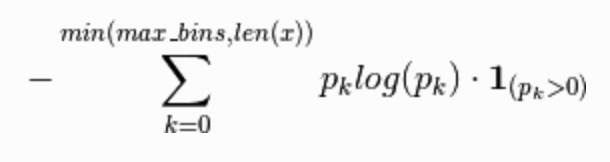 min(max_bins,len(x))
− ∑ p_k log(p_k) · 1_(p_k>0)
k=0